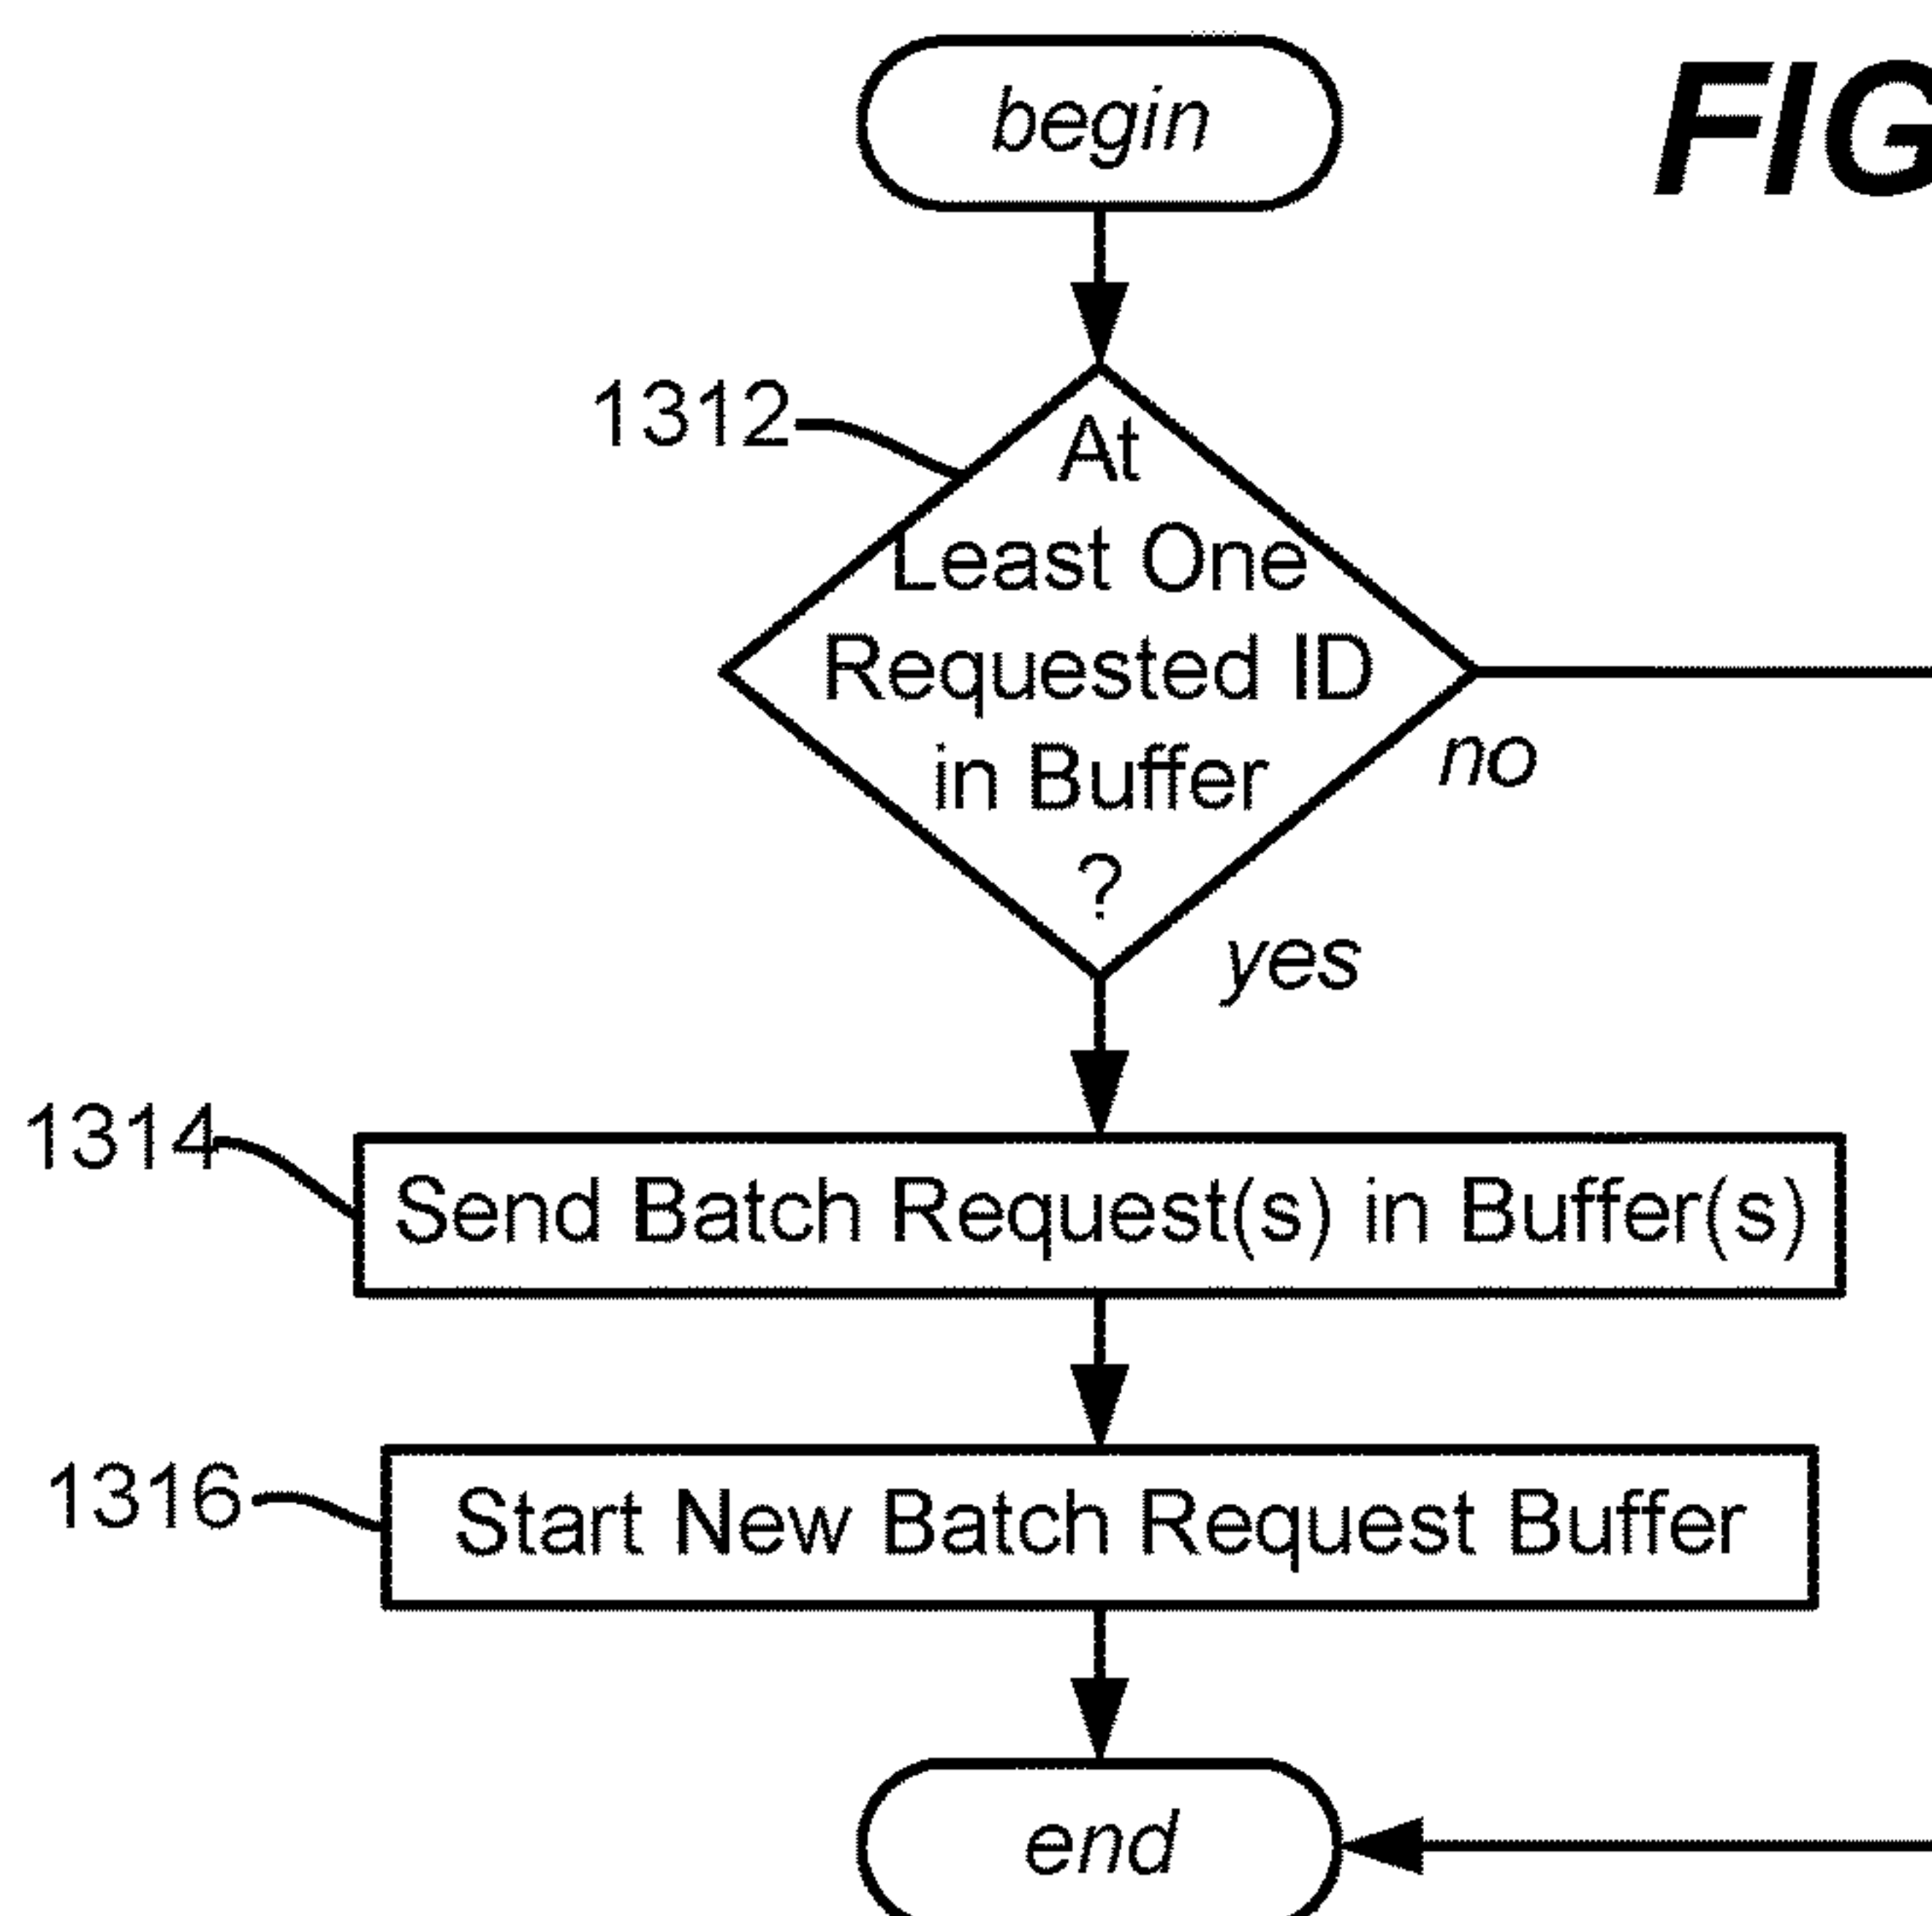 begin
FIG
1312
At
Least One
Requested ID
in Buffer
?
no
yes
1314
Send Batch Request(s) in Buffer(s)
1316
Start New Batch Request Buffer
end